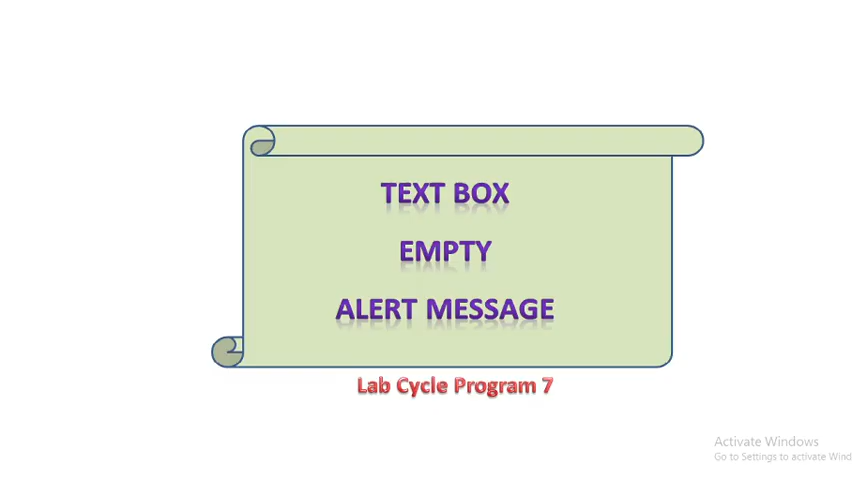 TEXT BOX
EMPTY
ALERT MESSAGE
Lab Cycle Program 7
Activate Windows
Go to Settings to activate Wind